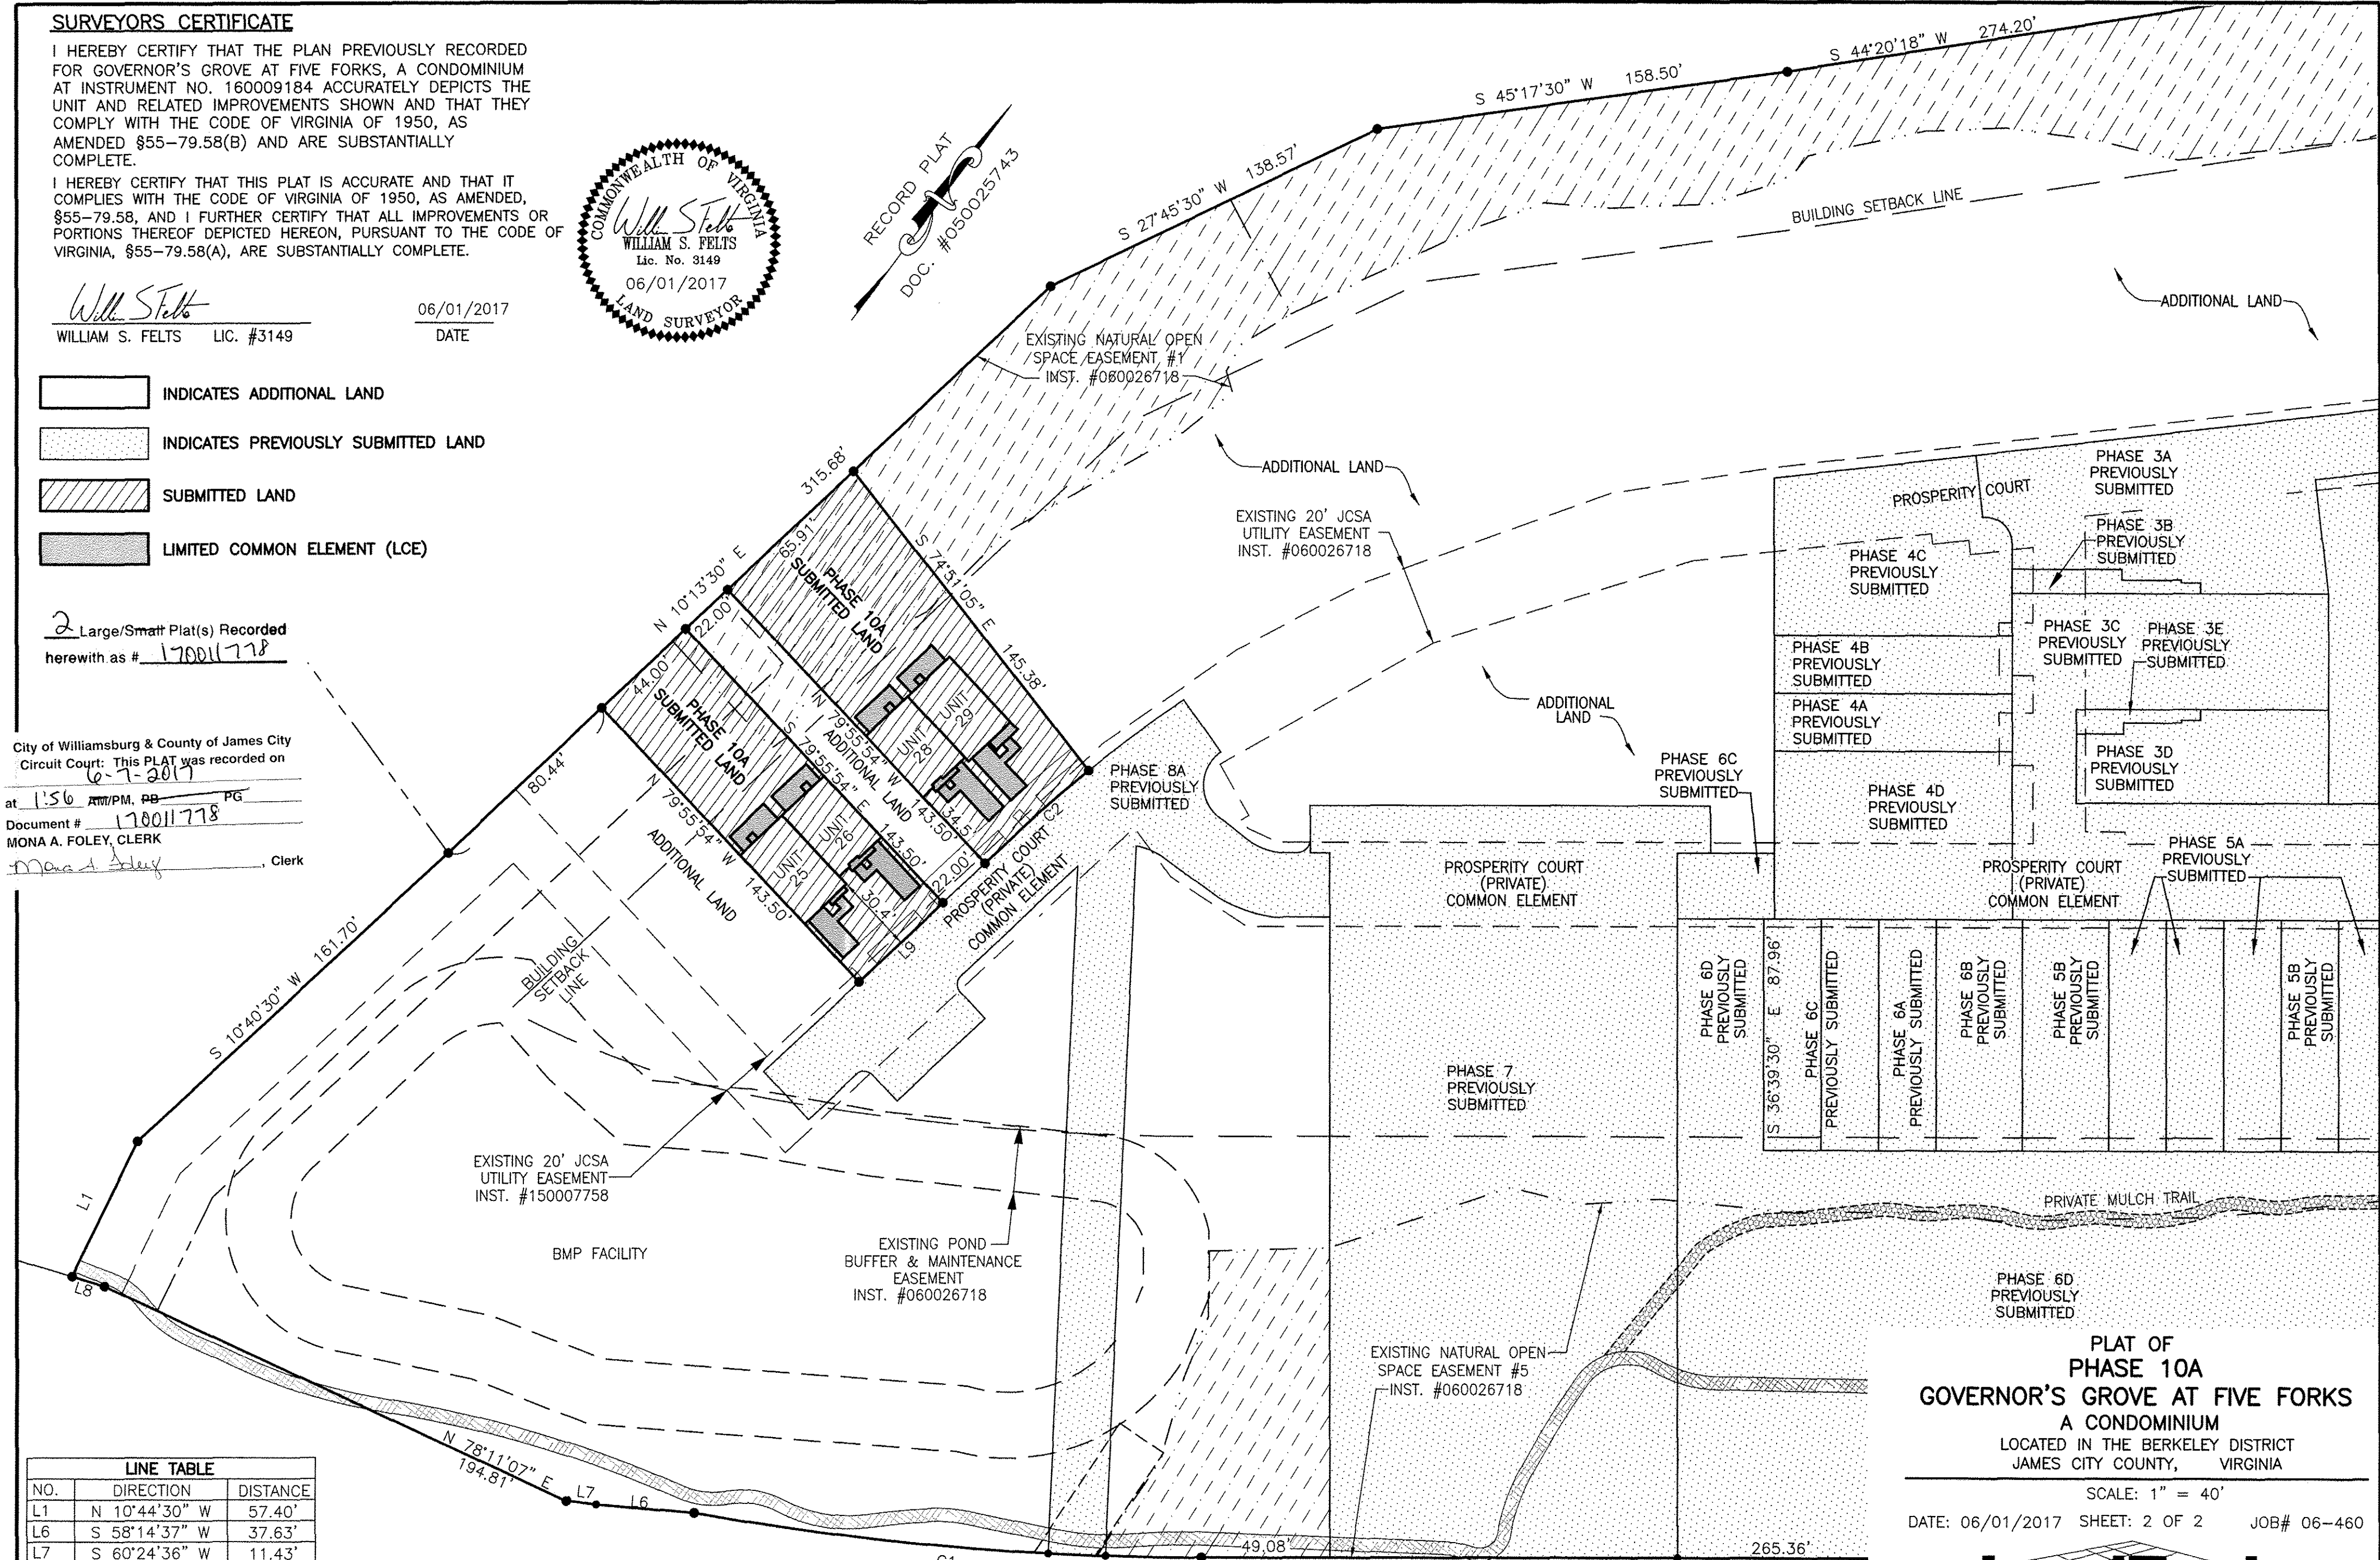 SURVEYORS CERTIFICATE
I HEREBY CERTIFY THAT THE PLAN PREVIOUSLY RECORDED
FOR GOVERNOR'S GROVE AT FIVE FORKS, A CONDOMINIUM
AT INSTRUMENT NO. 160009184 ACCURATELY DEPICTS THE
UNIT AND RELATED IMPROVEMENTS SHOWN AND THAT THEY
COMPLY WITH THE CODE OF VIRGINIA OF 1950, AS
AMENDED §55-79.58(B) AND ARE SUBSTANTIALLY
COMPLETE.
I HEREBY CERTIFY THAT THIS PLAT IS ACCURATE AND THAT IT
COMPLIES WITH THE CODE OF VIRGINIA OF 1950, AS AMENDED,
§55-79.58, AND I FURTHER CERTIFY THAT ALL IMPROVEMENTS OR
PORTIONS THEREOF DEPICTED HEREON, PURSUANT TO THE CODE OF
VIRGINIA, §55-79.58(A), ARE SUBSTANTIALLY COMPLETE.
Will S Felts
06/01/2017
WILLIAM S. FELTS LIC. #3149
DATE
COMMONWEALTH OF VIRGINIA
Will S Felts
WILLIAM S. FELTS
Lic. No. 3149
06/01/2017
LAND SURVEYOR
RECORD PLAT
DOC. #050025743
INDICATES ADDITIONAL LAND
INDICATES PREVIOUSLY SUBMITTED LAND
SUBMITTED LAND
LIMITED COMMON ELEMENT (LCE)
2 Large/Small Plat(s) Recorded
herewith as # 170011778
City of Williamsburg & County of James City
Circuit Court: This PLAT was recorded on
6-7-2017
at 1:56 AM/PM, PB PG
Document # 170011778
MONA A. FOLEY, CLERK
Mona A Foley, Clerk
S 44°20'18" W 274.20'
S 45°17'30" W 158.50'
S 27°45'30" W 138.57'
BUILDING SETBACK LINE
ADDITIONAL LAND
EXISTING NATURAL OPEN
SPACE EASEMENT #1
INST. #060026718
315.68'
N 10°13'30" E
65.91'
22.00'
44.00'
80.44'
S 10°40'30" W 161.70'
L1
L8
PHASE 10A
SUBMITTED LAND
S 74°51'05" E 145.38'
UNIT 29
UNIT 28
N 79°55'54" W 143.50'
34.5'
ADDITIONAL LAND
S 79°55'54" E 143.50'
PHASE 10A
SUBMITTED LAND
UNIT 26
UNIT 25
30.4'
N 79°55'54" W 143.50'
ADDITIONAL LAND
22.00'
L9
C2
PROSPERITY COURT
(PRIVATE)
COMMON ELEMENT
ADDITIONAL LAND
EXISTING 20' JCSA
UTILITY EASEMENT
INST. #060026718
ADDITIONAL
LAND
PHASE 8A
PREVIOUSLY
SUBMITTED
PHASE 6C
PREVIOUSLY
SUBMITTED
PROSPERITY COURT
PHASE 3A
PREVIOUSLY
SUBMITTED
PHASE 3B
PREVIOUSLY
SUBMITTED
PHASE 4C
PREVIOUSLY
SUBMITTED
PHASE 3C
PREVIOUSLY
SUBMITTED
PHASE 3E
PREVIOUSLY
SUBMITTED
PHASE 4B
PREVIOUSLY
SUBMITTED
PHASE 4A
PREVIOUSLY
SUBMITTED
PHASE 3D
PREVIOUSLY
SUBMITTED
PHASE 4D
PREVIOUSLY
SUBMITTED
PHASE 5A
PREVIOUSLY
SUBMITTED
PROSPERITY COURT
(PRIVATE)
COMMON ELEMENT
PROSPERITY COURT
(PRIVATE)
COMMON ELEMENT
PHASE 6D
PREVIOUSLY
SUBMITTED
S 36°39'30" E 87.96'
PHASE 6C
PREVIOUSLY SUBMITTED
PHASE 6A
PREVIOUSLY SUBMITTED
PHASE 6B
PREVIOUSLY
SUBMITTED
PHASE 5B
PREVIOUSLY
SUBMITTED
PHASE 5B
PREVIOUSLY
SUBMITTED
PHASE 7
PREVIOUSLY
SUBMITTED
BUILDING
SETBACK
LINE
EXISTING 20' JCSA
UTILITY EASEMENT
INST. #150007758
BMP FACILITY
EXISTING POND
BUFFER & MAINTENANCE
EASEMENT
INST. #060026718
PRIVATE MULCH TRAIL
PHASE 6D
PREVIOUSLY
SUBMITTED
EXISTING NATURAL OPEN
SPACE EASEMENT #5
INST. #060026718
N 78°11'07" E
194.81'
L7
L6
C1
49.08'
265.36'
LINE TABLE
NO. DIRECTION DISTANCE
L1 N 10°44'30" W 57.40'
L6 S 58°14'37" W 37.63'
L7 S 60°24'36" W 11.43'
PLAT OF
PHASE 10A
GOVERNOR'S GROVE AT FIVE FORKS
A CONDOMINIUM
LOCATED IN THE BERKELEY DISTRICT
JAMES CITY COUNTY, VIRGINIA
SCALE: 1" = 40'
DATE: 06/01/2017 SHEET: 2 OF 2 JOB# 06-460